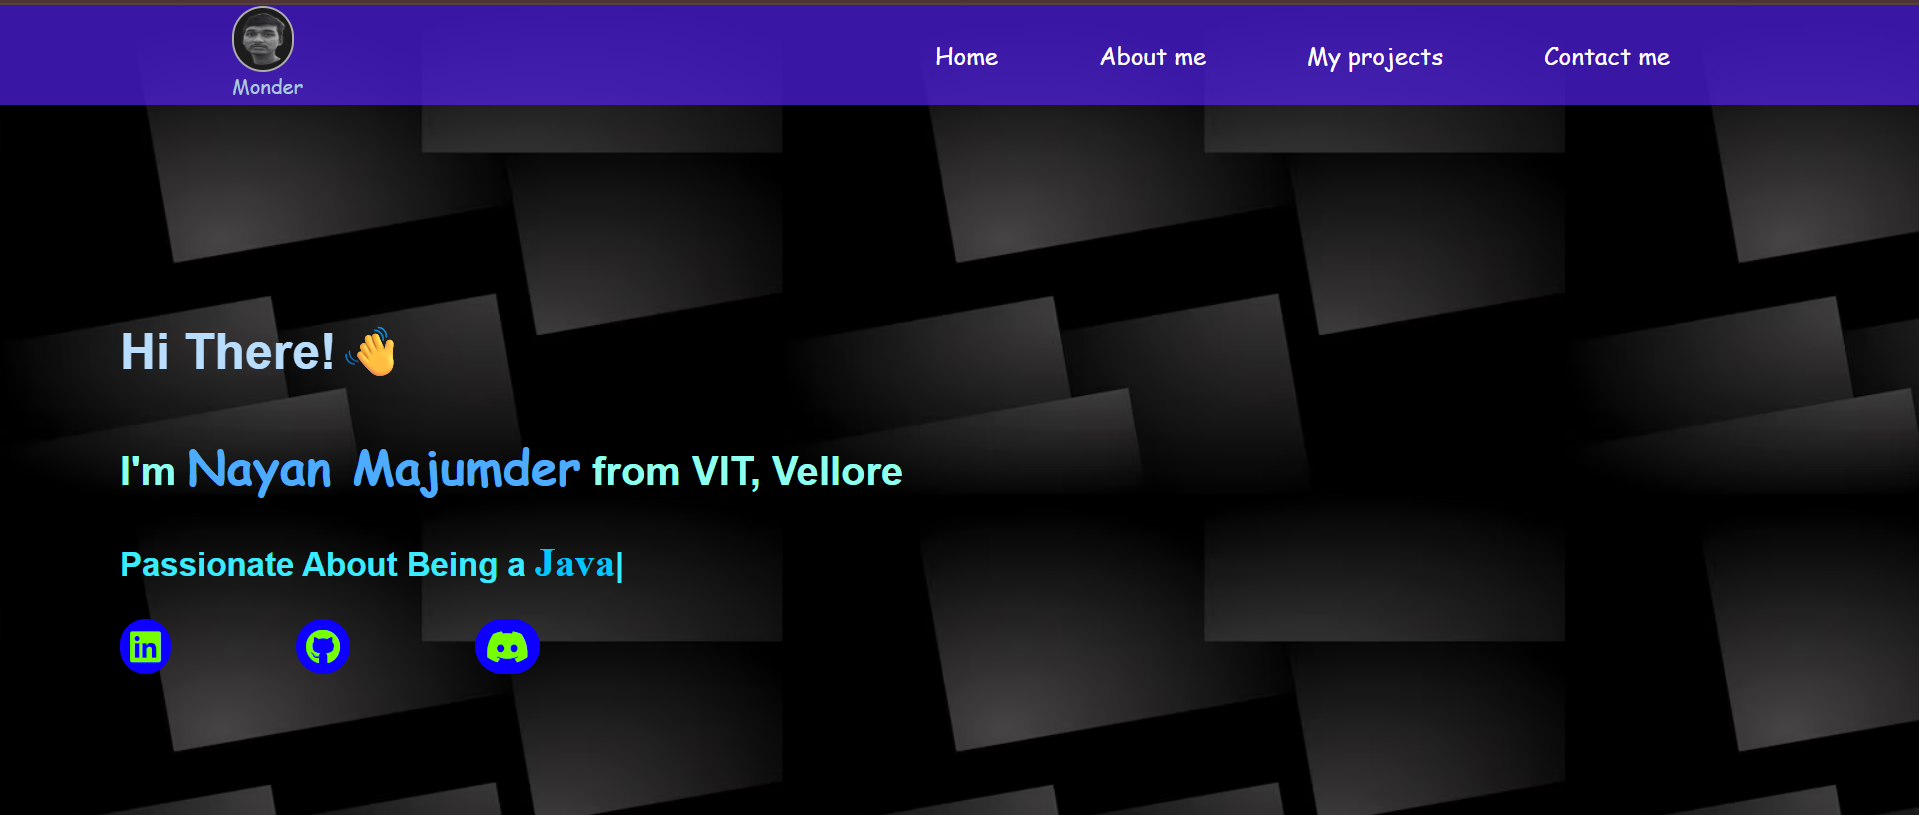 Monder
Home About me My projects Contact me
Hi There! 👋
I'm Nayan Majumder from VIT, Vellore
Passionate About Being a Java|
in